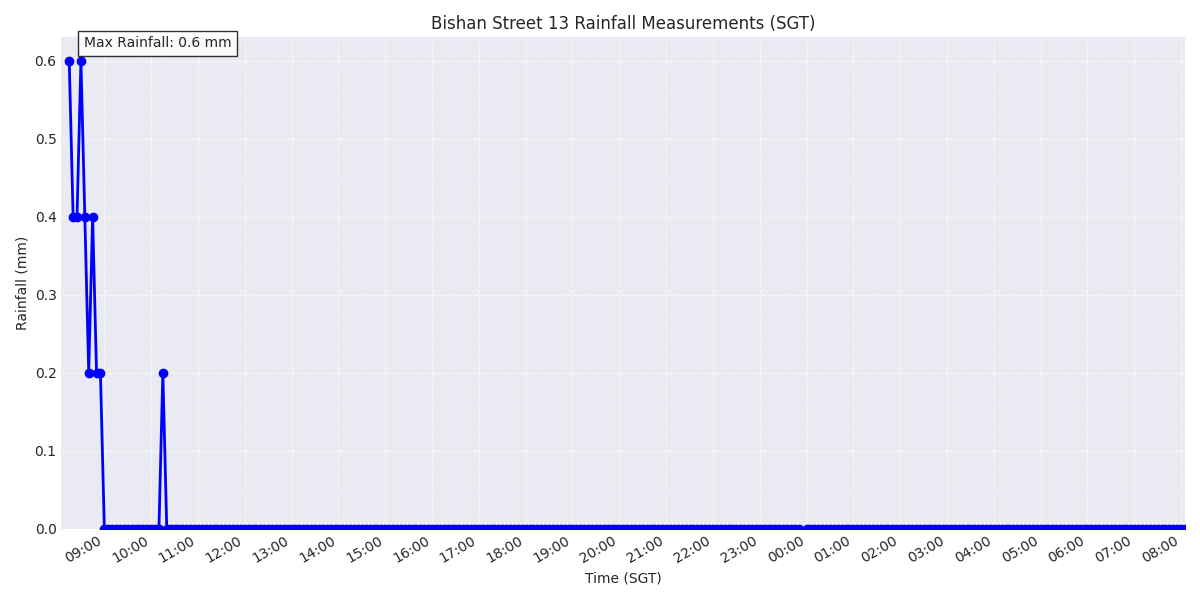 Bishan Street 13 Rainfall Measurements (SGT)
Max Rainfall: 0.6 mm
0.6
0.5
0.4
0.3
0.2
0.1
0.0
Rainfall (mm)
09:00 10:00 11:00 12:00 13:00 14:00 15:00 16:00 17:00 18:00 19:00 20:00 21:00 22:00 23:00 00:00 01:00 02:00 03:00 04:00 05:00 06:00 07:00 08:00
Time (SGT)